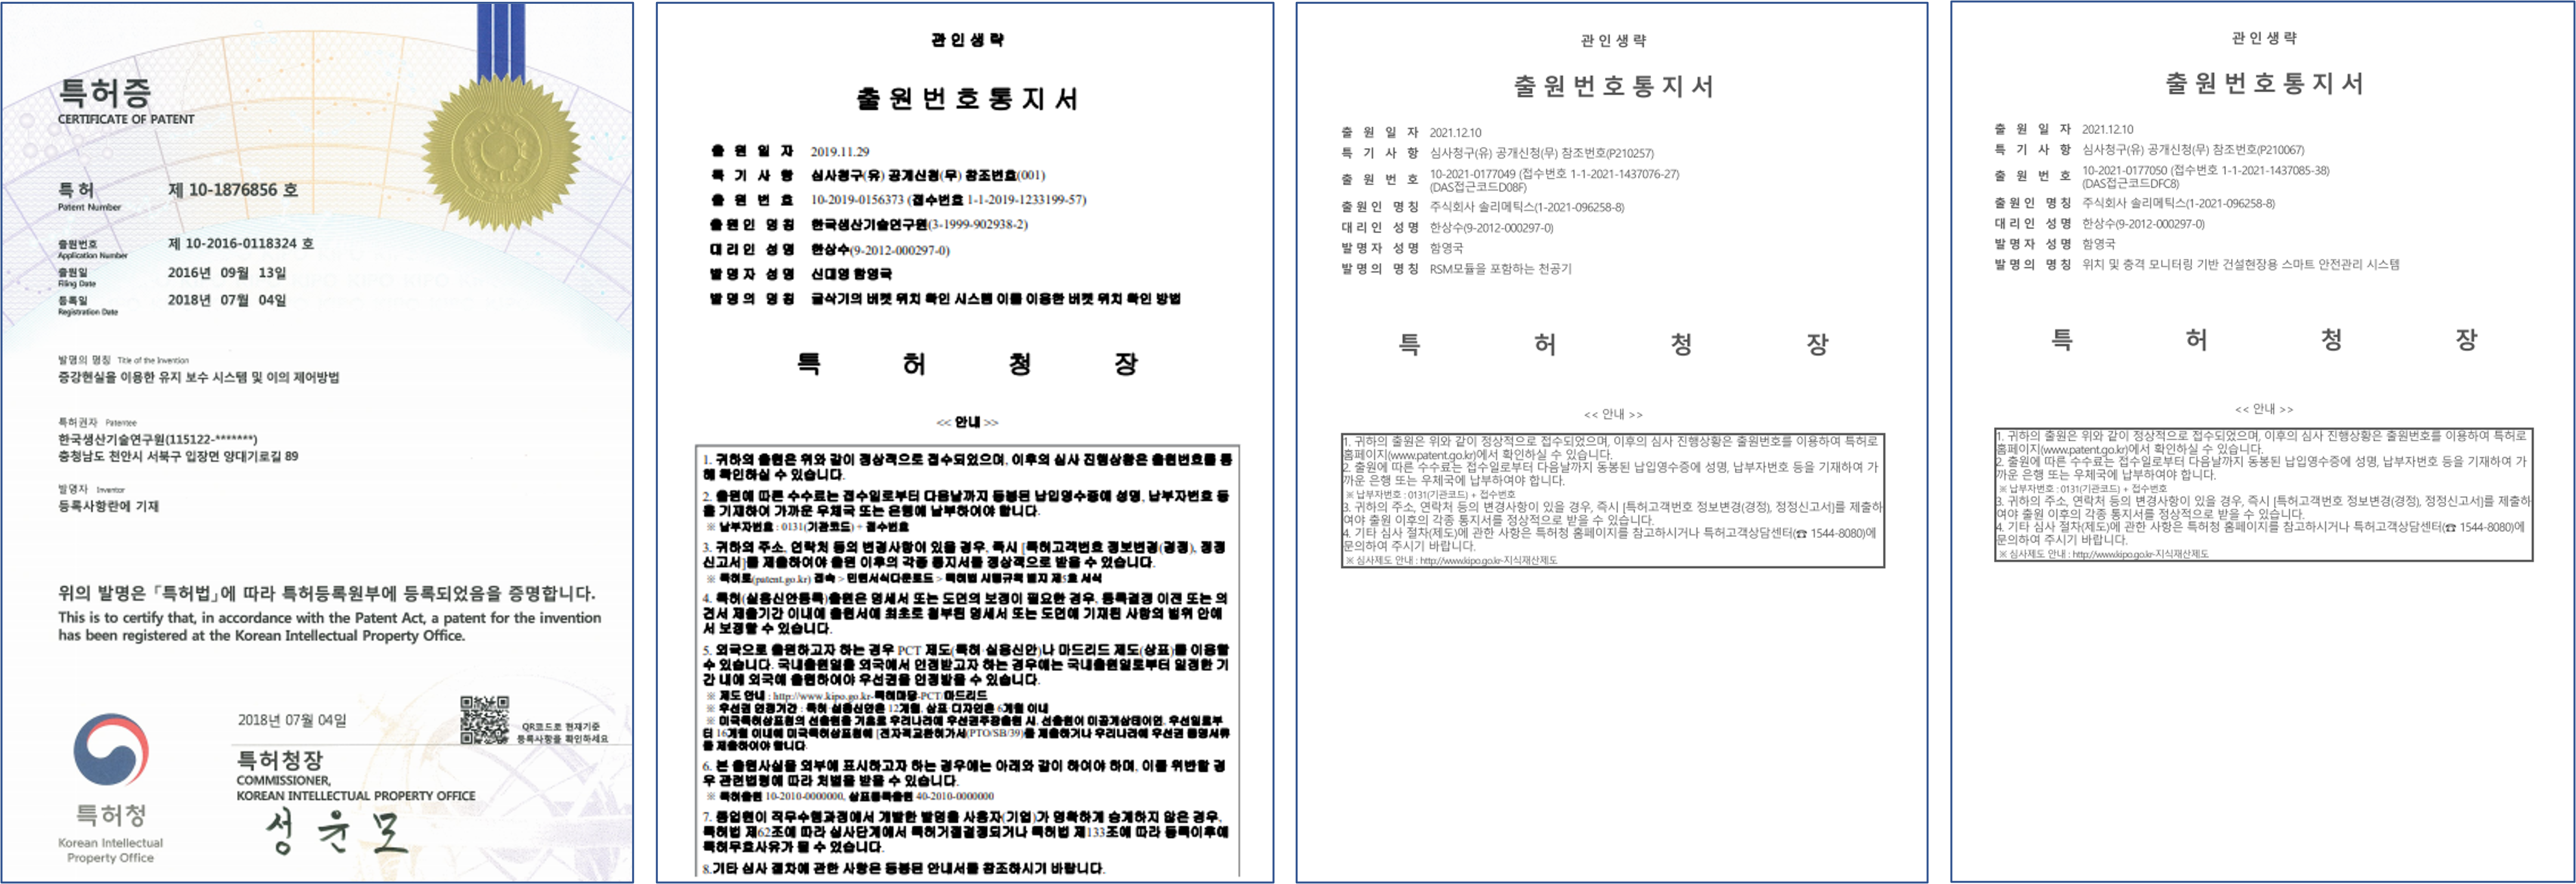 특허증
CERTIFICATE OF PATENT
특허
Patent Number
제 10-1876856 호
출원번호
Application Number
제 10-2016-0118324 호
출원일
Filing Date
2016년 09월 13일
등록일
Registration Date
2018년 07월 04일
발명의 명칭 Title of the Invention
증강현실을 이용한 유지 보수 시스템 및 이의 제어방법
특허권자 Patentee
한국생산기술연구원(115122-*******)
충청남도 천안시 서북구 입장면 양대기로길 89
발명자 Inventor
등록사항란에 기재
위의 발명은 「특허법」에 따라 특허등록원부에 등록되었음을 증명합니다.
This is to certify that, in accordance with the Patent Act, a patent for the invention
has been registered at the Korean Intellectual Property Office.
2018년 07월 04일
QR코드로 현재기준
등록사항을 확인하세요
특허청장
COMMISSIONER,
KOREAN INTELLECTUAL PROPERTY OFFICE
성윤모
특허청
Korean Intellectual
Property Office
관인생략
출원번호통지서
출원일자 2019.11.29
특기사항 심사청구(유) 공개신청(무) 참조번호(001)
출원번호 10-2019-0156373 (접수번호 1-1-2019-1233199-57)
출원인 명칭 한국생산기술연구원(3-1999-902938-2)
대리인 성명 한상수(9-2012-000297-0)
발명자 성명 신대영 함영국
발명의 명칭 굴삭기의 버켓 위치 확인 시스템 이를 이용한 버켓 위치 확인 방법
특 허 청 장
<< 안내 >>
1. 귀하의 출원은 위와 같이 정상적으로 접수되었으며, 이후의 심사 진행상황은 출원번호를 통
해 확인하실 수 있습니다.
2. 출원에 따른 수수료는 접수일로부터 다음날까지 동봉된 납입영수증에 성명, 납부자번호 등
을 기재하여 가까운 우체국 또는 은행에 납부하여야 합니다.
※ 납부자번호 : 0131(기관코드) + 접수번호
3. 귀하의 주소, 연락처 등의 변경사항이 있을 경우, 즉시 [특허고객번호 정보변경(경정), 정정
신고서]를 제출하여야 출원 이후의 각종 통지서를 정상적으로 받을 수 있습니다.
※ 특허로(patent.go.kr) 접속 > 민원서식다운로드 > 특허법 시행규칙 별지 제5호 서식
4. 특허(실용신안등록)출원은 명세서 또는 도면의 보정이 필요한 경우, 등록결정 이전 또는 의
견서 제출기간 이내에 출원서에 최초로 첨부된 명세서 또는 도면에 기재된 사항의 범위 안에
서 보정할 수 있습니다.
5. 외국으로 출원하고자 하는 경우 PCT 제도(특허·실용신안)나 마드리드 제도(상표)를 이용할
수 있습니다. 국내출원일을 외국에서 인정받고자 하는 경우에는 국내출원일로부터 일정한 기
간 내에 외국에 출원하여야 우선권을 인정받을 수 있습니다.
※ 제도 안내 : http://www.kipo.go.kr-특허마당-PCT/마드리드
※ 우선권 인정기간 : 특허·실용신안은 12개월, 상표·디자인은 6개월 이내
※ 미국특허상표청의 선출원을 기초로 우리나라에 우선권주장출원 시, 선출원이 미공개상태이면, 우선일로부
터 16개월 이내에 미국특허상표청에 [전자적교환허가서(PTO/SB/39)를 제출하거나 우리나라에 우선권 증명서류
를 제출하여야 합니다.
6. 본 출원사실을 외부에 표시하고자 하는 경우에는 아래와 같이 하여야 하며, 이를 위반할 경
우 관련법령에 따라 처벌을 받을 수 있습니다.
※ 특허출원 10-2010-0000000, 상표등록출원 40-2010-0000000
7. 종업원이 직무수행과정에서 개발한 발명을 사용자(기업)가 명확하게 승계하지 않은 경우,
특허법 제62조에 따라 심사단계에서 특허거절결정되거나 특허법 제133조에 따라 등록이후에
특허무효사유가 될 수 있습니다.
8.기타 심사 절차에 관한 사항은 동봉된 안내서를 참조하시기 바랍니다.
관인생략
출원번호통지서
출원일자 2021.12.10
특기사항 심사청구(유) 공개신청(무) 참조번호(P210257)
출원번호 10-2021-0177049 (접수번호 1-1-2021-1437076-27)
(DAS접근코드D08F)
출원인 명칭 주식회사 솔리메틱스(1-2021-096258-8)
대리인 성명 한상수(9-2012-000297-0)
발명자 성명 함영국
발명의 명칭 RSM모듈을 포함하는 천공기
특 허 청 장
<< 안내 >>
1. 귀하의 출원은 위와 같이 정상적으로 접수되었으며, 이후의 심사 진행상황은 출원번호를 이용하여 특허로
홈페이지(www.patent.go.kr)에서 확인하실 수 있습니다.
2. 출원에 따른 수수료는 접수일로부터 다음날까지 동봉된 납입영수증에 성명, 납부자번호 등을 기재하여 가
까운 은행 또는 우체국에 납부하여야 합니다.
※ 납부자번호 : 0131(기관코드) + 접수번호
3. 귀하의 주소, 연락처 등의 변경사항이 있을 경우, 즉시 [특허고객번호 정보변경(경정), 정정신고서]를 제출하
여야 출원 이후의 각종 통지서를 정상적으로 받을 수 있습니다.
4. 기타 심사 절차(제도)에 관한 사항은 특허청 홈페이지를 참고하시거나 특허고객상담센터(☎ 1544-8080)에
문의하여 주시기 바랍니다.
※ 심사제도 안내 : http://www.kipo.go.kr-지식재산제도
관인생략
출원번호통지서
출원일자 2021.12.10
특기사항 심사청구(유) 공개신청(무) 참조번호(P210067)
출원번호 10-2021-0177050 (접수번호 1-1-2021-1437085-38)
(DAS접근코드DFC8)
출원인 명칭 주식회사 솔리메틱스(1-2021-096258-8)
대리인 성명 한상수(9-2012-000297-0)
발명자 성명 함영국
발명의 명칭 위치 및 충격 모니터링 기반 건설현장용 스마트 안전관리 시스템
특 허 청 장
<< 안내 >>
1. 귀하의 출원은 위와 같이 정상적으로 접수되었으며, 이후의 심사 진행상황은 출원번호를 이용하여 특허로
홈페이지(www.patent.go.kr)에서 확인하실 수 있습니다.
2. 출원에 따른 수수료는 접수일로부터 다음날까지 동봉된 납입영수증에 성명, 납부자번호 등을 기재하여 가
까운 은행 또는 우체국에 납부하여야 합니다.
※ 납부자번호 : 0131(기관코드) + 접수번호
3. 귀하의 주소, 연락처 등의 변경사항이 있을 경우, 즉시 [특허고객번호 정보변경(경정), 정정신고서]를 제출하
여야 출원 이후의 각종 통지서를 정상적으로 받을 수 있습니다.
4. 기타 심사 절차(제도)에 관한 사항은 특허청 홈페이지를 참고하시거나 특허고객상담센터(☎ 1544-8080)에
문의하여 주시기 바랍니다.
※ 심사제도 안내 : http://www.kipo.go.kr-지식재산제도